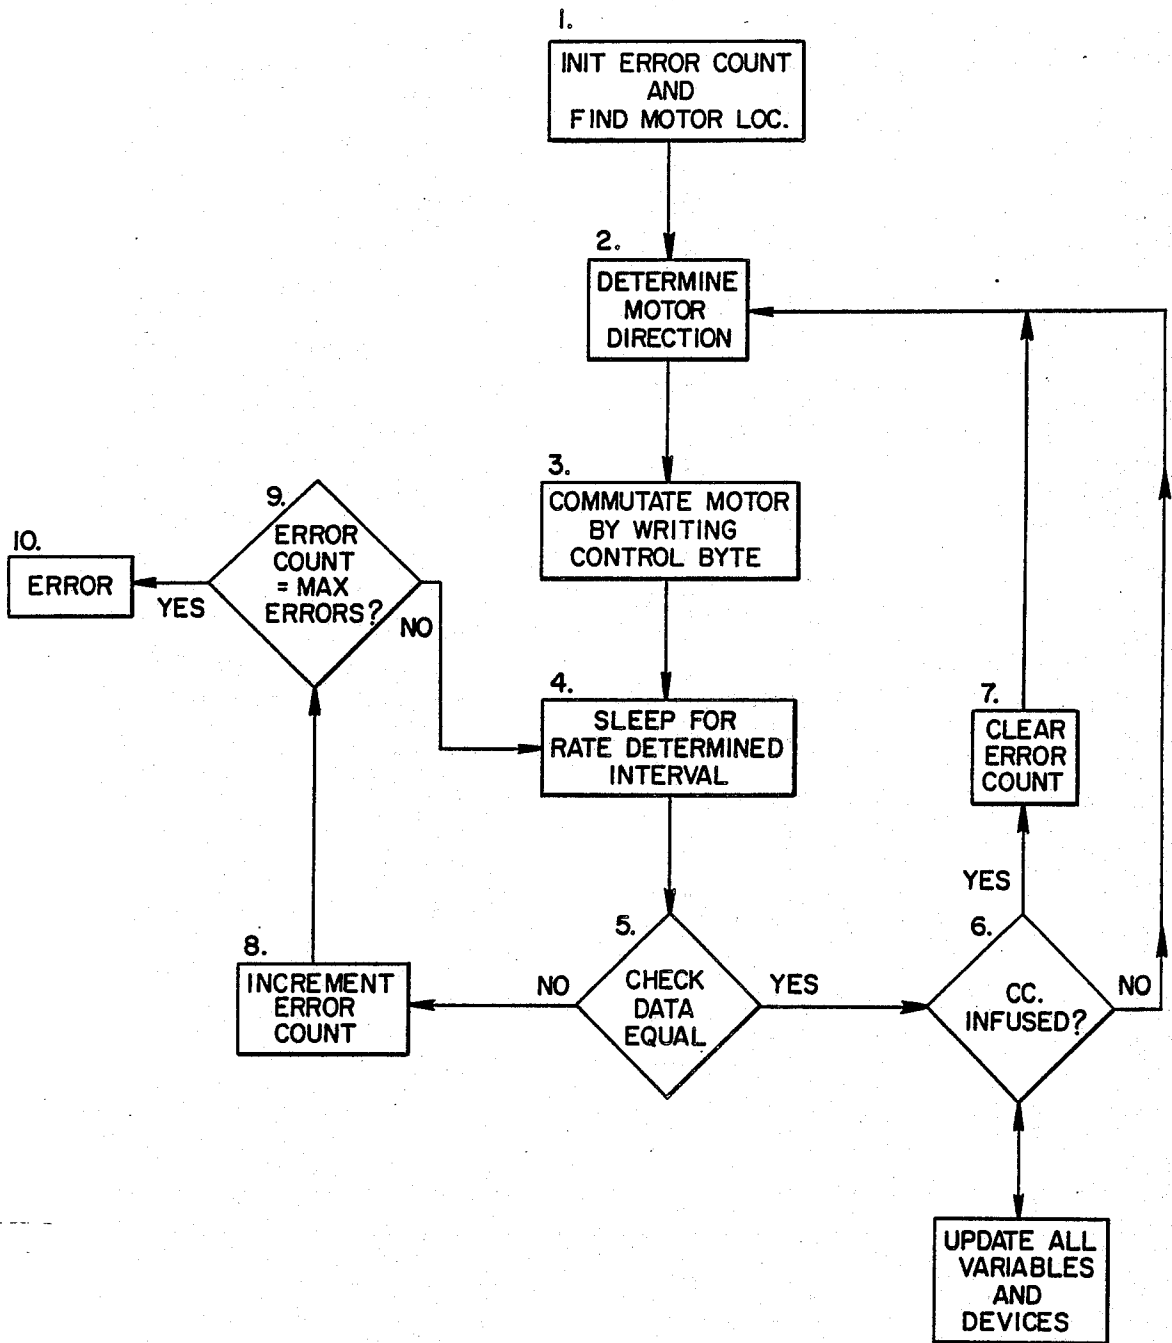 1.
INIT ERROR COUNT
AND
FIND MOTOR LOC.
2.
DETERMINE
MOTOR
DIRECTION
3.
COMMUTATE MOTOR
BY WRITING
CONTROL BYTE
9.
ERROR
COUNT
= MAX
ERRORS?
10.
ERROR
YES
NO
4.
SLEEP FOR
RATE DETERMINED
INTERVAL
7.
CLEAR
ERROR
COUNT
YES
5.
CHECK
DATA
EQUAL
NO
YES
6.
CC.
INFUSED?
NO
8.
INCREMENT
ERROR
COUNT
UPDATE ALL
VARIABLES
AND
DEVICES